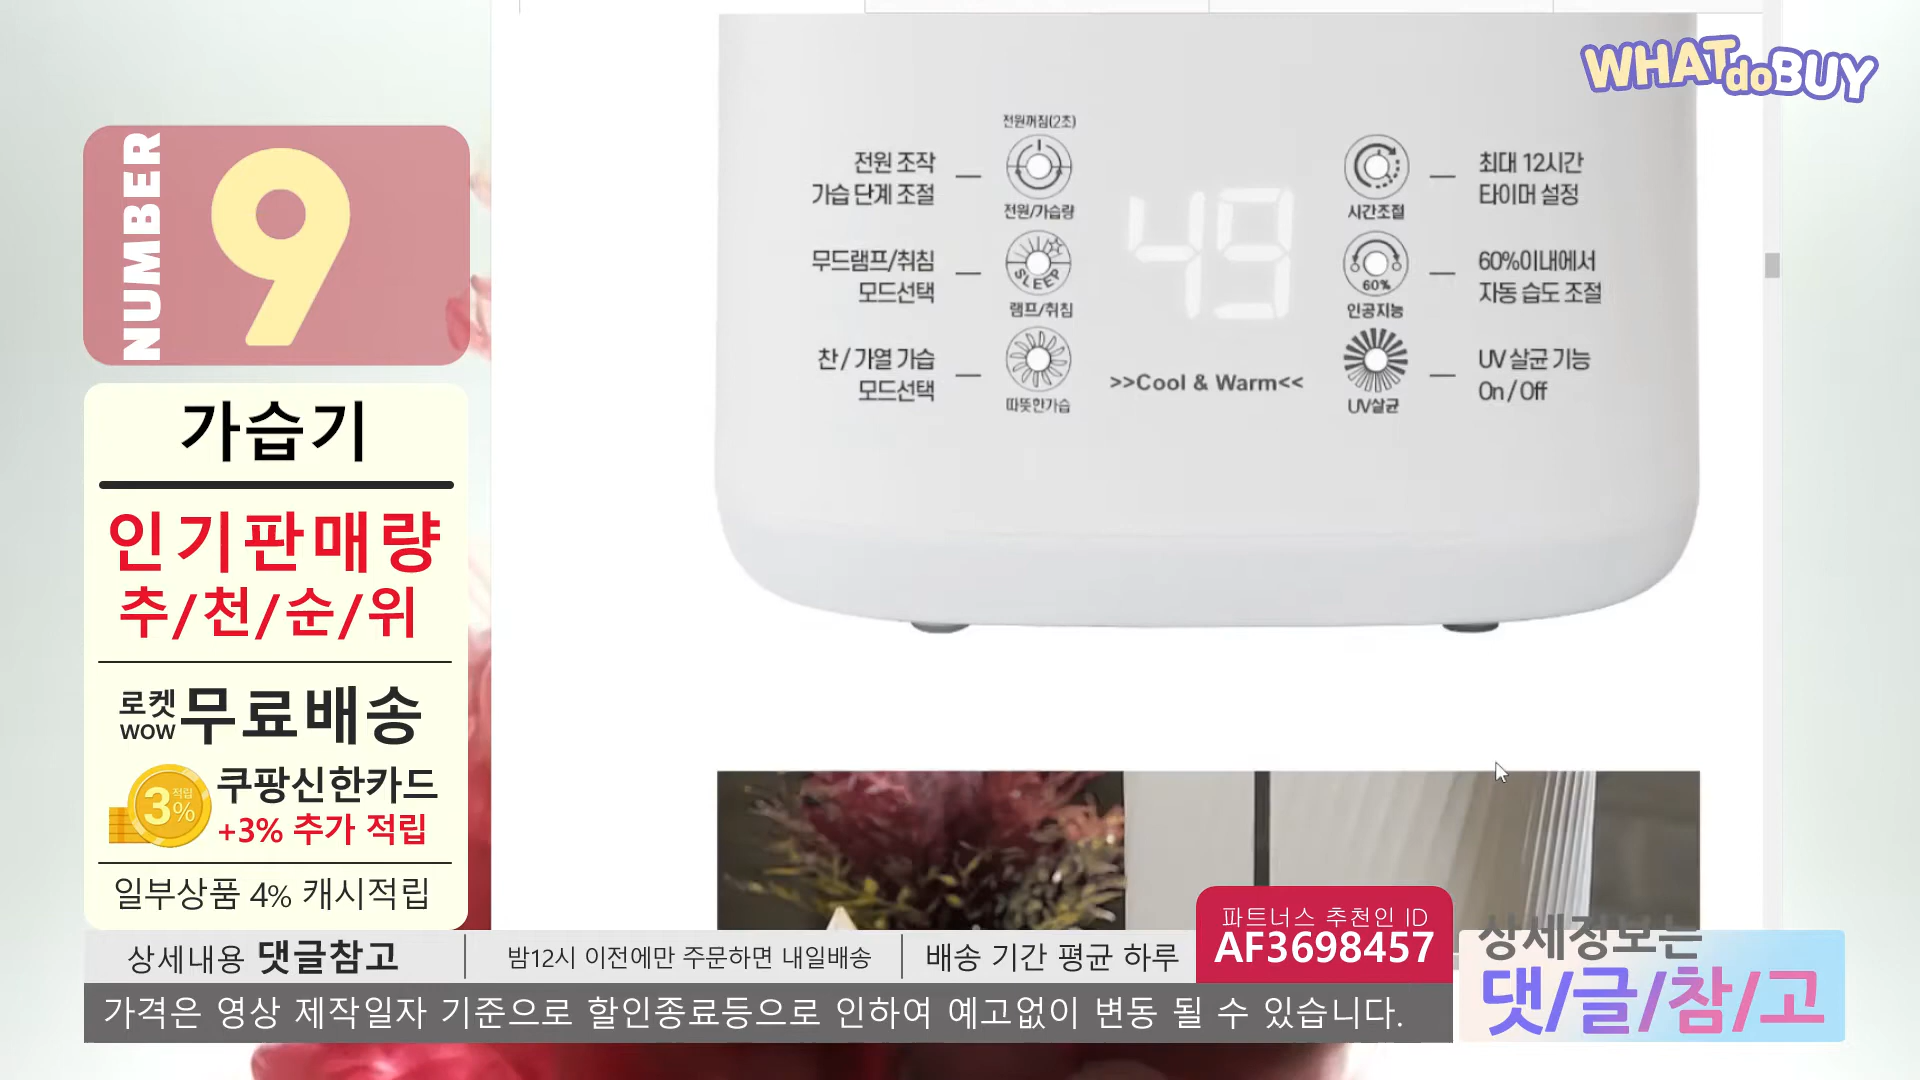 WHAT do BUY
NUMBER
9
가습기
인기판매량
추/천/순/위
로켓
WOW
무료배송
3%
적립
쿠팡신한카드
+3% 추가 적립
일부상품 4% 캐시적립
전원꺼짐(2초)
전원 조작
가습 단계 조절
전원/가습량
무드램프/취침
모드선택
SLEEP
램프/취침
찬 / 가열 가습
모드선택
따뜻한가습
49
>>Cool & Warm<<
최대 12시간
타이머 설정
시간조절
60%이내에서
자동 습도 조절
60%
인공지능
UV 살균 기능
On / Off
UV살균
상세내용 댓글참고
밤12시 이전에만 주문하면 내일배송
배송 기간 평균 하루
파트너스 추천인 ID
AF3698457
상세정보는
댓/글/참/고
가격은 영상 제작일자 기준으로 할인종료등으로 인하여 예고없이 변동 될 수 있습니다.